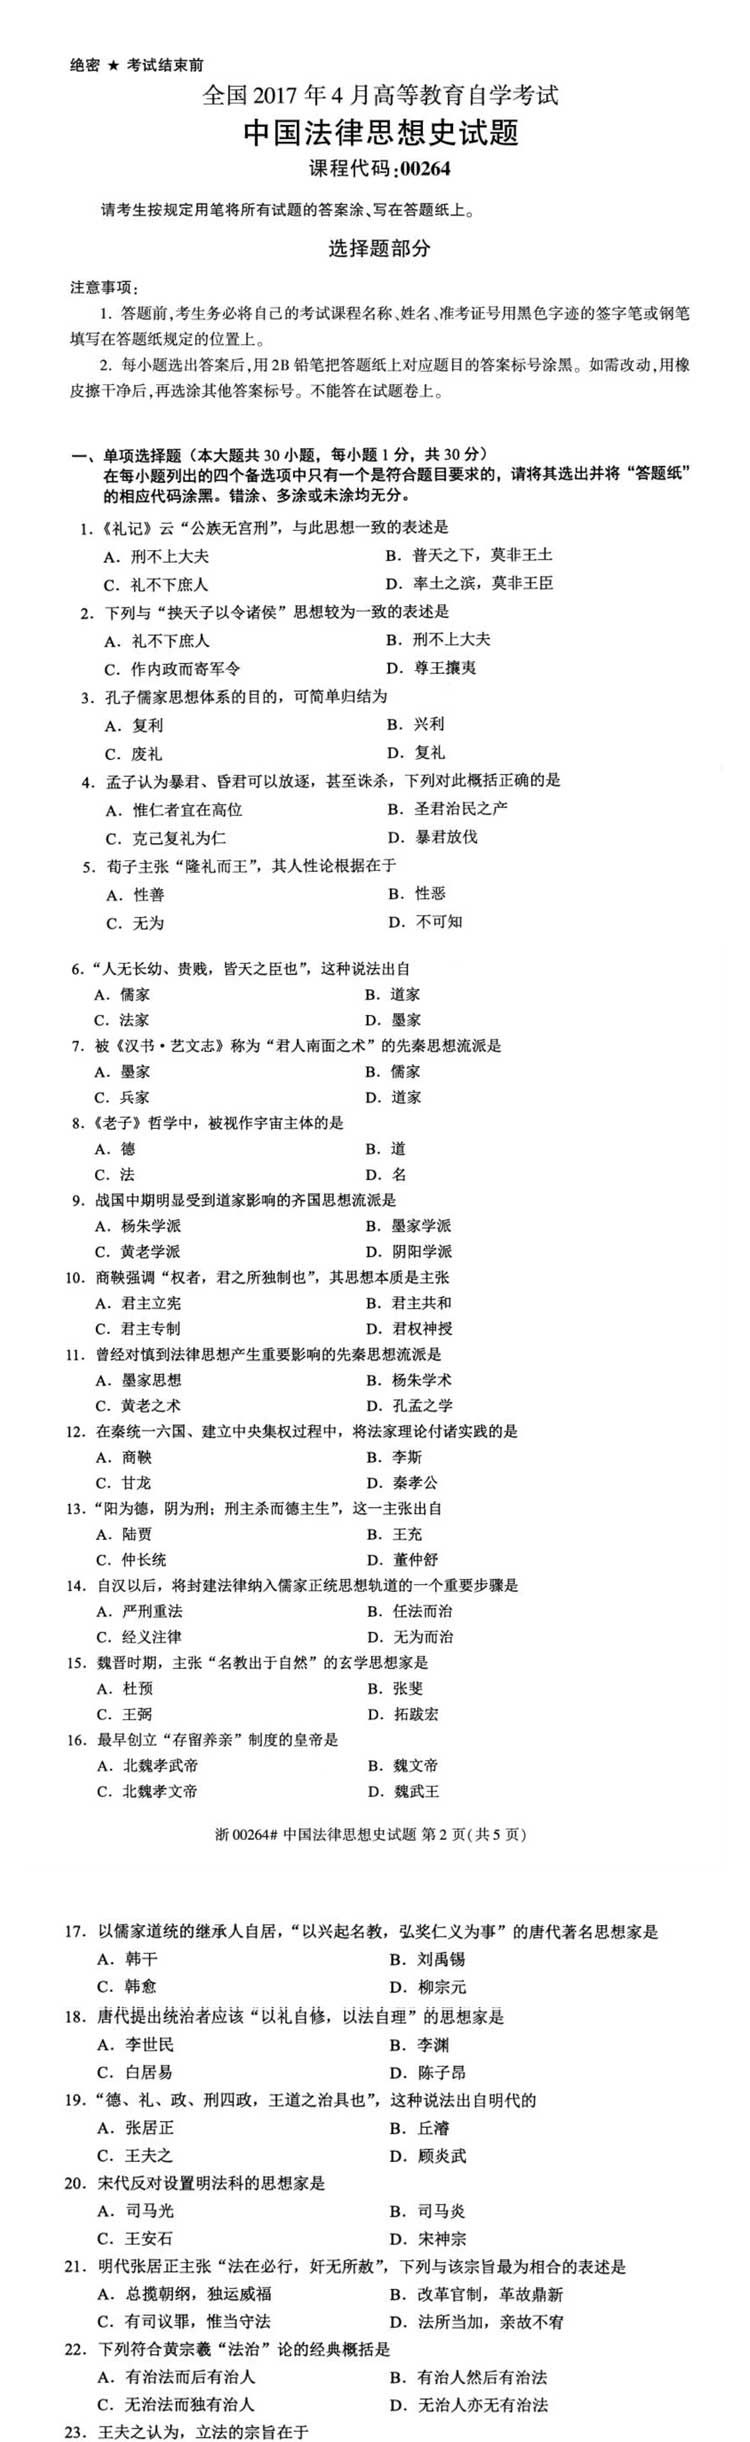 绝密 ★ 考试结束前
全国 2017 年 4 月高等教育自学考试
中国法律思想史试题
课程代码:00264
请考生按规定用笔将所有试题的答案涂、写在答题纸上。
选择题部分
注意事项:
1. 答题前,考生务必将自己的考试课程名称、姓名、准考证号用黑色字迹的签字笔或钢笔
填写在答题纸规定的位置上。
2. 每小题选出答案后,用 2B 铅笔把答题纸上对应题目的答案标号涂黑。如需改动,用橡
皮擦干净后,再选涂其他答案标号。不能答在试题卷上。
一、单项选择题（本大题共 30 小题，每小题 1 分，共 30 分）
在每小题列出的四个备选项中只有一个是符合题目要求的，请将其选出并将“答题纸”
的相应代码涂黑。错涂、多涂或未涂均无分。
1.《礼记》云“公族无宫刑”，与此思想一致的表述是
A. 刑不上大夫 B. 普天之下，莫非王土
C. 礼不下庶人 D. 率土之滨，莫非王臣
2. 下列与“挟天子以令诸侯”思想较为一致的表述是
A. 礼不下庶人 B. 刑不上大夫
C. 作内政而寄军令 D. 尊王攘夷
3. 孔子儒家思想体系的目的，可简单归结为
A. 复利 B. 兴利
C. 废礼 D. 复礼
4. 孟子认为暴君、昏君可以放逐，甚至诛杀，下列对此概括正确的是
A. 惟仁者宜在高位 B. 圣君治民之产
C. 克己复礼为仁 D. 暴君放伐
5. 荀子主张“隆礼而王”，其人性论根据在于
A. 性善 B. 性恶
C. 无为 D. 不可知
6.“人无长幼、贵贱，皆天之臣也”，这种说法出自
A. 儒家 B. 道家
C. 法家 D. 墨家
7. 被《汉书·艺文志》称为“君人南面之术”的先秦思想流派是
A. 墨家 B. 儒家
C. 兵家 D. 道家
8.《老子》哲学中，被视作宇宙主体的是
A. 德 B. 道
C. 法 D. 名
9. 战国中期明显受到道家影响的齐国思想流派是
A. 杨朱学派 B. 墨家学派
C. 黄老学派 D. 阴阳学派
10. 商鞅强调“权者，君之所独制也”，其思想本质是主张
A. 君主立宪 B. 君主共和
C. 君主专制 D. 君权神授
11. 曾经对慎到法律思想产生重要影响的先秦思想流派是
A. 墨家思想 B. 杨朱学术
C. 黄老之术 D. 孔孟之学
12. 在秦统一六国、建立中央集权过程中，将法家理论付诸实践的是
A. 商鞅 B. 李斯
C. 甘龙 D. 秦孝公
13.“阳为德，阴为刑；刑主杀而德主生”，这一主张出自
A. 陆贾 B. 王充
C. 仲长统 D. 董仲舒
14. 自汉以后，将封建法律纳入儒家正统思想轨道的一个重要步骤是
A. 严刑重法 B. 任法而治
C. 经义注律 D. 无为而治
15. 魏晋时期，主张“名教出于自然”的玄学思想家是
A. 杜预 B. 张斐
C. 王弼 D. 拓跋宏
16. 最早创立“存留养亲”制度的皇帝是
A. 北魏孝武帝 B. 魏文帝
C. 北魏孝文帝 D. 魏武王
浙 00264# 中国法律思想史试题 第 2 页(共 5 页)
17. 以儒家道统的继承人自居，“以兴起名教，弘奖仁义为事”的唐代著名思想家是
A. 韩干 B. 刘禹锡
C. 韩愈 D. 柳宗元
18. 唐代提出统治者应该“以礼自修，以法自理”的思想家是
A. 李世民 B. 李渊
C. 白居易 D. 陈子昂
19.“德、礼、政、刑四政，王道之治具也”，这种说法出自明代的
A. 张居正 B. 丘濬
C. 王夫之 D. 顾炎武
20. 宋代反对设置明法科的思想家是
A. 司马光 B. 司马炎
C. 王安石 D. 宋神宗
21. 明代张居正主张“法在必行，奸无所赦”，下列与该宗旨最为相合的表述是
A. 总揽朝纲，独运威福 B. 改革官制，革故鼎新
C. 有司议罪，惟当守法 D. 法所当加，亲故不宥
22. 下列符合黄宗羲“法治”论的经典概括是
A. 有治法而后有治人 B. 有治人然后有治法
C. 无治法而独有治人 D. 无治人亦无有治法
23. 王夫之认为，立法的宗旨在于